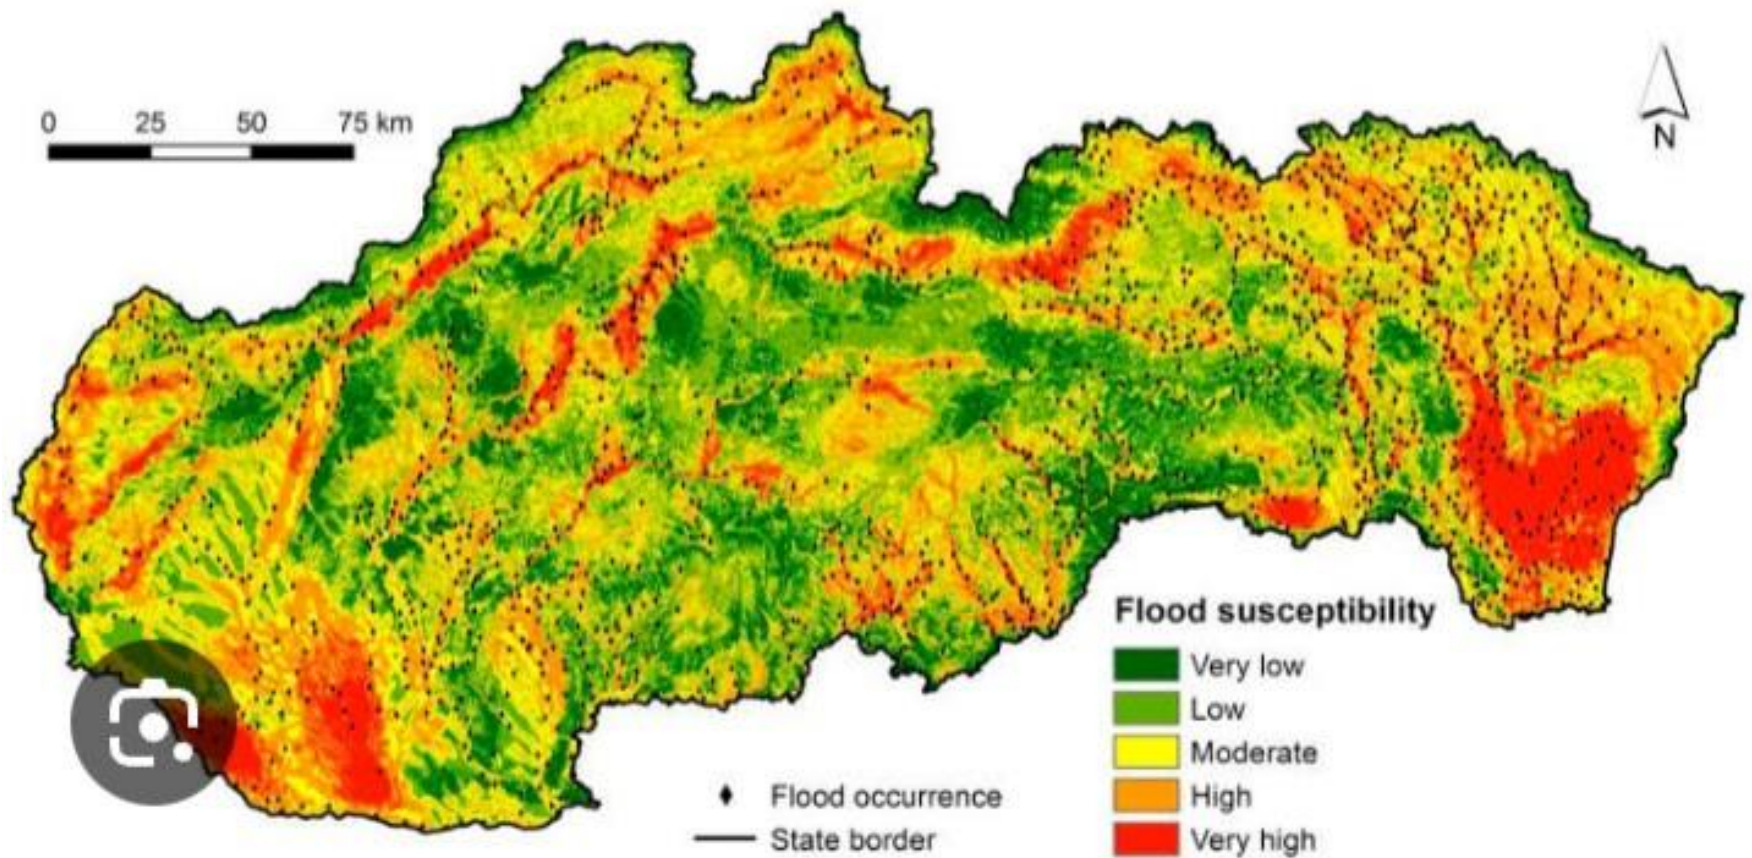 0 25 50 75 km
N
Flood susceptibility
Very low
Low
Moderate
High
Very high
Flood occurrence
State border